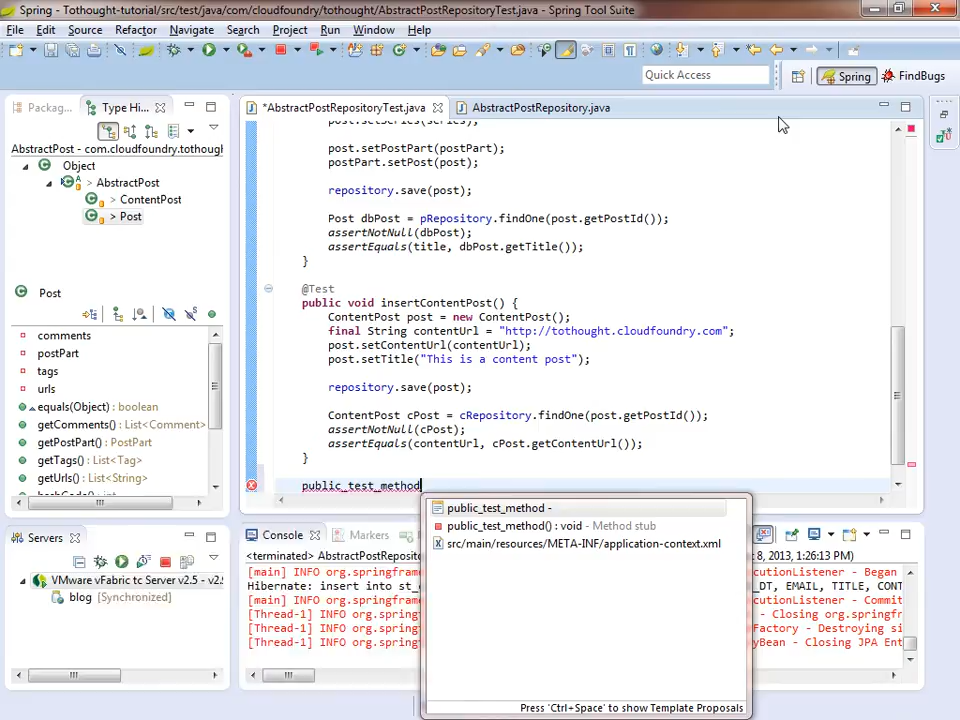 Spring - Tothought-tutorial/src/test/java/com/cloudfoundry/tothought/AbstractPostRepositoryTest.java - Spring Tool Suite
File Edit Source Refactor Navigate Search Project Run Window Help
Quick Access
Spring
FindBugs
Packag...
Type Hi...
AbstractPost - com.cloudfoundry.tothought
Object
> AbstractPost
> ContentPost
> Post
Post
comments
postPart
tags
urls
equals(Object) : boolean
getComments() : List<Comment>
getPostPart() : PostPart
getTags() : List<Tag>
getUrls() : List<String>
Servers
VMware vFabric tc Server v2.5 - v2.9
blog [Synchronized]
*AbstractPostRepositoryTest.java
AbstractPostRepository.java
post.setSeries(series);
post.setPostPart(postPart);
postPart.setPost(post);
repository.save(post);
Post dbPost = pRepository.findOne(post.getPostId());
assertNotNull(dbPost);
assertEquals(title, dbPost.getTitle());
}
@Test
public void insertContentPost() {
ContentPost post = new ContentPost();
final String contentUrl = "http://tothought.cloudfoundry.com";
post.setContentUrl(contentUrl);
post.setTitle("This is a content post");
repository.save(post);
ContentPost cPost = cRepository.findOne(post.getPostId());
assertNotNull(cPost);
assertEquals(contentUrl, cPost.getContentUrl());
}
public_test_method
public_test_method -
public_test_method() : void - Method stub
src/main/resources/META-INF/application-context.xml
Press 'Ctrl+Space' to show Template Proposals
Console
Markers
<terminated> AbstractPostReposito
8, 2013 1:26:13 PM)
[main] INFO org.springframe
cutionListener - Began
Hibernate: insert into st_
DT, EMAIL, TITLE, CONT
[main] INFO org.springframe
cutionListener - Commit
[Thread-1] INFO org.spring
- Closing org.springf
[Thread-1] INFO org.spring
Factory - Destroying si
[Thread-1] INFO org.spring
yBean - Closing JPA Ent